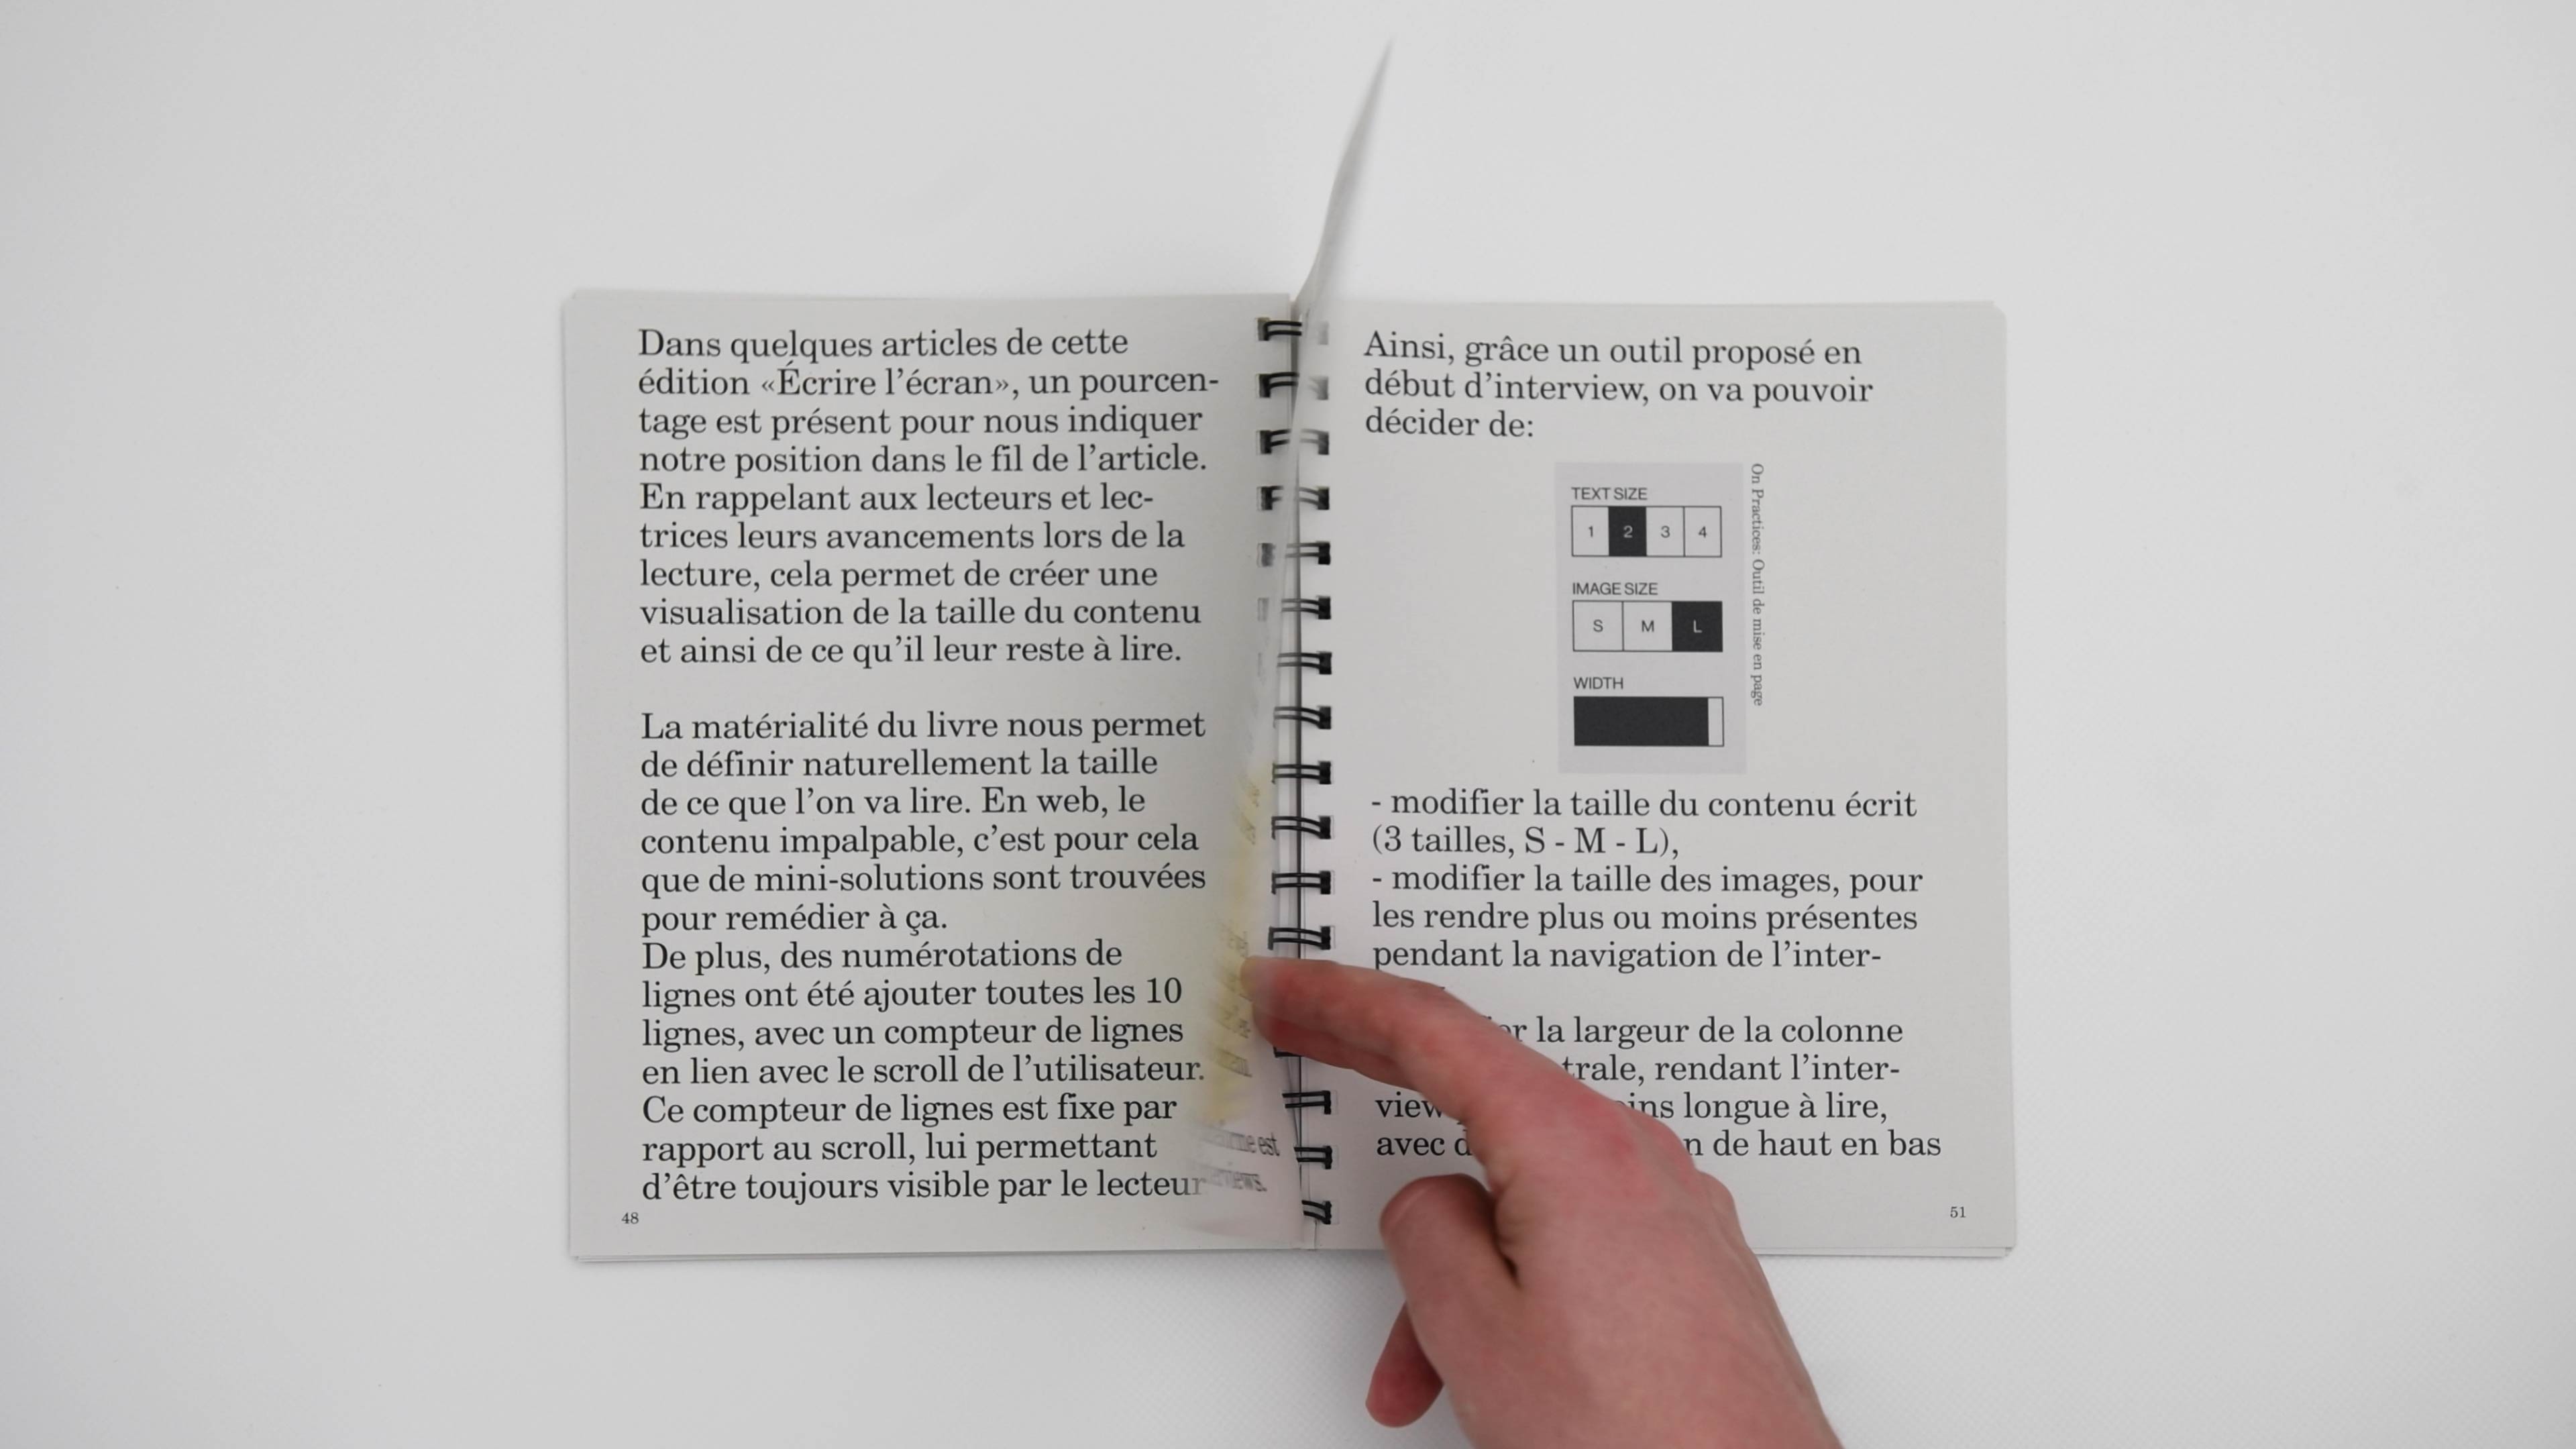 Dans quelques articles de cette
édition «Écrire l’écran», un pourcen-
tage est présent pour nous indiquer
notre position dans le fil de l’article.
En rappelant aux lecteurs et lec-
trices leurs avancements lors de la
lecture, cela permet de créer une
visualisation de la taille du contenu
et ainsi de ce qu’il leur reste à lire.
La matérialité du livre nous permet
de définir naturellement la taille
de ce que l’on va lire. En web, le
contenu impalpable, c’est pour cela
que de mini-solutions sont trouvées
pour remédier à ça.
De plus, des numérotations de
lignes ont été ajouter toutes les 10
lignes, avec un compteur de lignes
en lien avec le scroll de l’utilisateur.
Ce compteur de lignes est fixe par
rapport au scroll, lui permettant
d’être toujours visible par le lecteur
48
est
Ainsi, grâce un outil proposé en
début d’interview, on va pouvoir
décider de:
TEXT SIZE
1 2 3 4
IMAGE SIZE
S M L
WIDTH
On Practices: Outil de mise en page
- modifier la taille du contenu écrit
(3 tailles, S - M - L),
- modifier la taille des images, pour
les rendre plus ou moins présentes
pendant la navigation de l’inter-
la largeur de la colonne
rendant l’inter-
view longue à lire,
avec de haut en bas
51